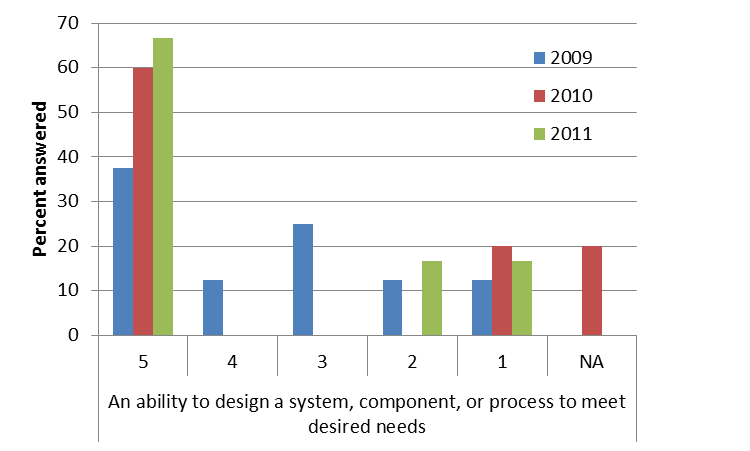 70
60
50
40
30
20
10
0
Percent answered
2009
2010
2011
5 4 3 2 1 NA
An ability to design a system, component, or process to meet
desired needs